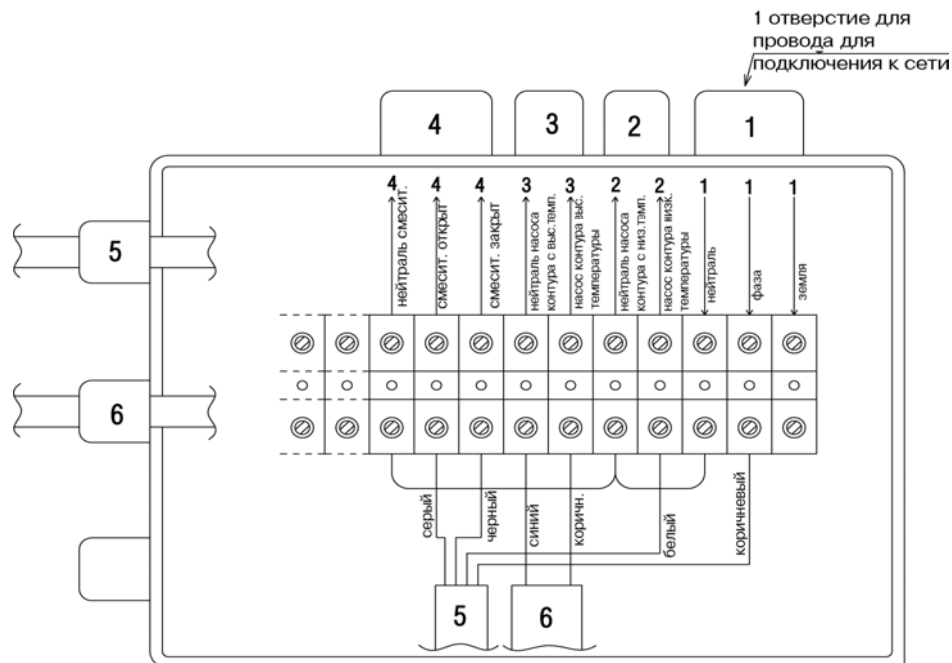 1 отверстие для
провода для
подключения к сети
4
3
2
1
4
4
4
3
3
2
2
1
1
1
нейтраль смесит.
смесит. открыт
смесит. закрыт
нейтраль насоса
контура с выс.темп.
насос контура выс.
температуры
нейтраль насоса
контура с низ.темп.
насос контура низк.
температуры
нейтраль
фаза
земля
5
6
серый
черный
синий
коричн.
белый
коричневый
5
6